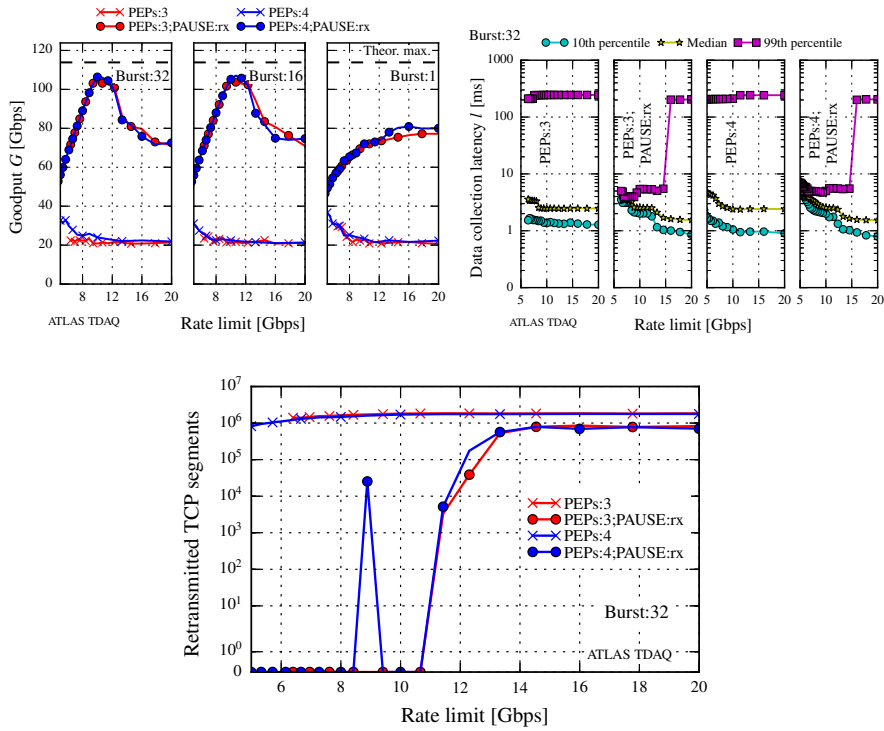 PEPs:3 PEPs:4
PEPs:3;PAUSE:rx PEPs:4;PAUSE:rx
Theor. max.
Burst:32 Burst:16 Burst:1
Goodput G [Gbps]
120
100
80
60
40
20
0
8 12 16 20 8 12 16 20 8 12 16 20
ATLAS TDAQ
Rate limit [Gbps]
Burst:32
10th percentile Median 99th percentile
Data collection latency l [ms]
1000
100
10
1
0
PEPs:3
PEPs:3;
PAUSE:rx
PEPs:4
PEPs:4;
PAUSE:rx
5 10 15 20 5 10 15 20 5 10 15 20 5 10 15 20
ATLAS TDAQ
Rate limit [Gbps]
Retransmitted TCP segments
10^7
10^6
10^5
10^4
10^3
10^2
10^1
10^0
0
PEPs:3
PEPs:3;PAUSE:rx
PEPs:4
PEPs:4;PAUSE:rx
Burst:32
ATLAS TDAQ
6 8 10 12 14 16 18 20
Rate limit [Gbps]